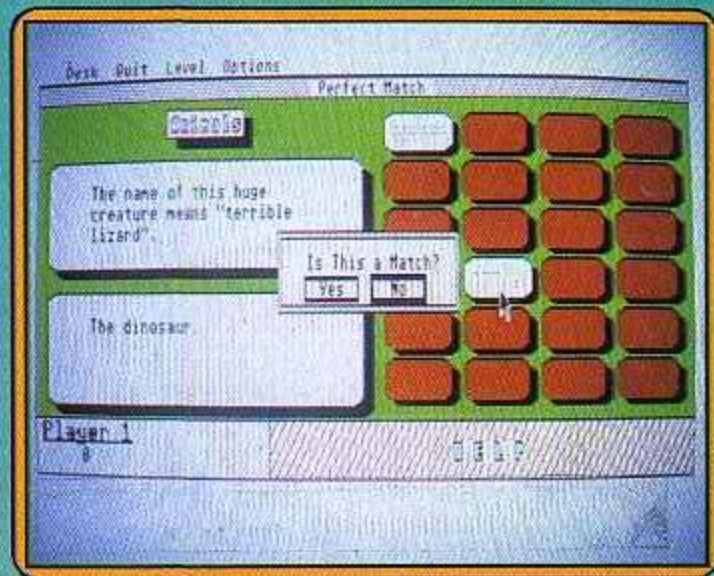 Desk Quit Level Options
Perfect Match
Animals
The name of this huge
creature means "terrible
lizard".
Is This a Match?
Yes No
The dinosaur.
Player 1
0